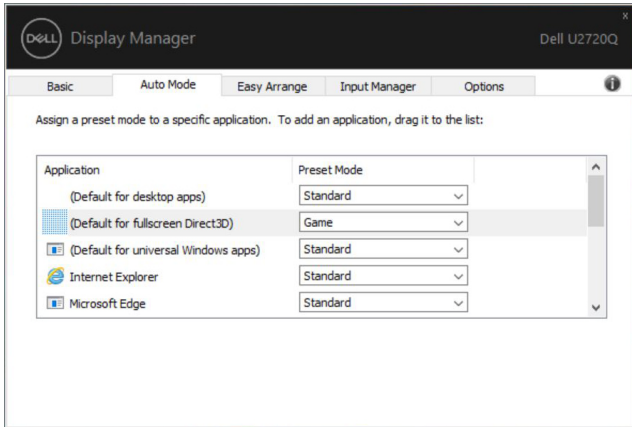 x
DELL Display Manager Dell U2720Q
Basic Auto Mode Easy Arrange Input Manager Options i
Assign a preset mode to a specific application. To add an application, drag it to the list:
Application Preset Mode
(Default for desktop apps) Standard
(Default for fullscreen Direct3D) Game
(Default for universal Windows apps) Standard
Internet Explorer Standard
Microsoft Edge Standard